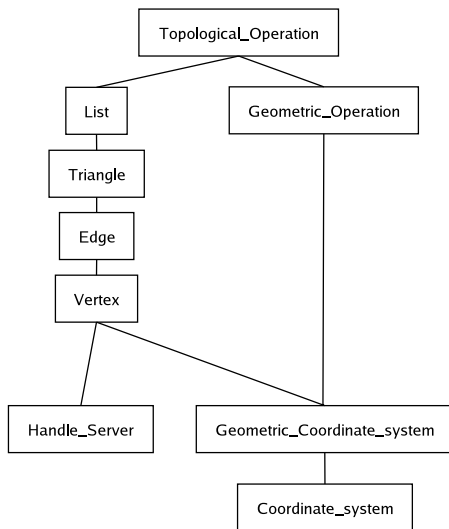 Topological_Operation
List
Geometric_Operation
Triangle
Edge
Vertex
Handle_Server
Geometric_Coordinate_system
Coordinate_system